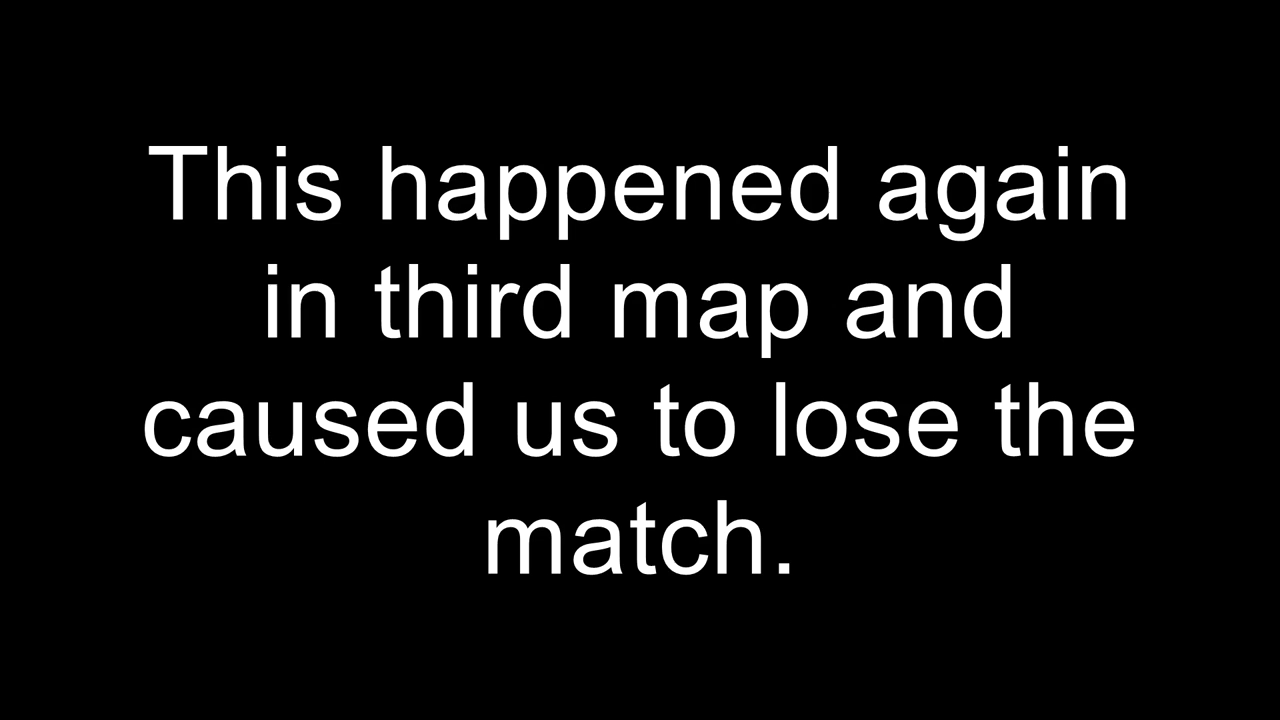 This happened again
in third map and
caused us to lose the
match.